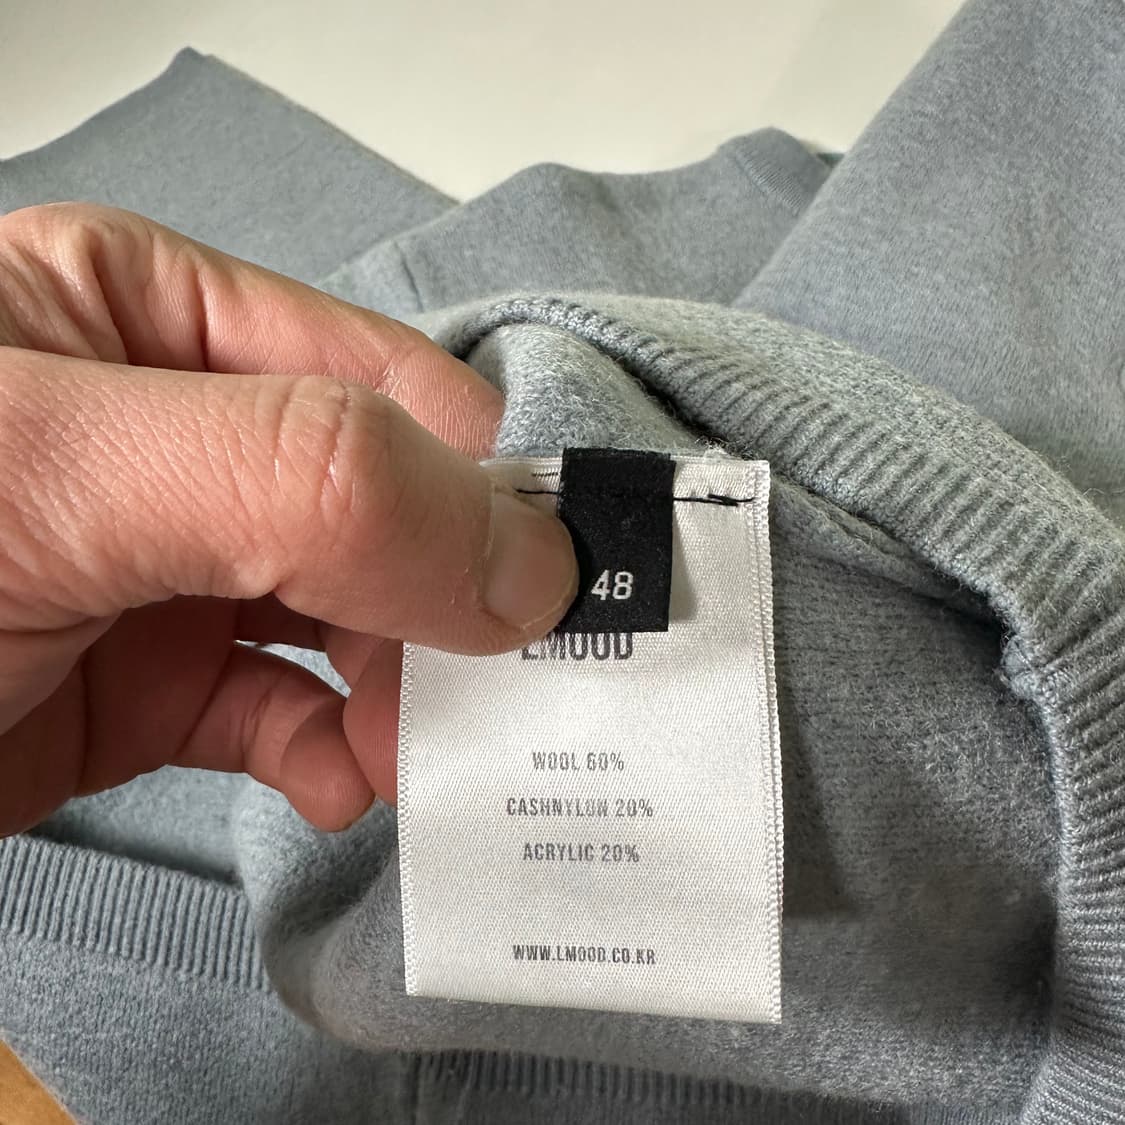 48
LMOOD
WOOL 60%
CASHNYLON 20%
ACRYLIC 20%
WWW.LMOOD.CO.KR